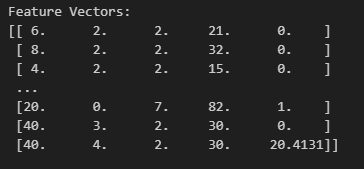 Feature Vectors:
[[ 6. 2. 2. 21. 0. ]
[ 8. 2. 2. 32. 0. ]
[ 4. 2. 2. 15. 0. ]
...
[20. 0. 7. 82. 1. ]
[40. 3. 2. 30. 0. ]
[40. 4. 2. 30. 20.4131]]